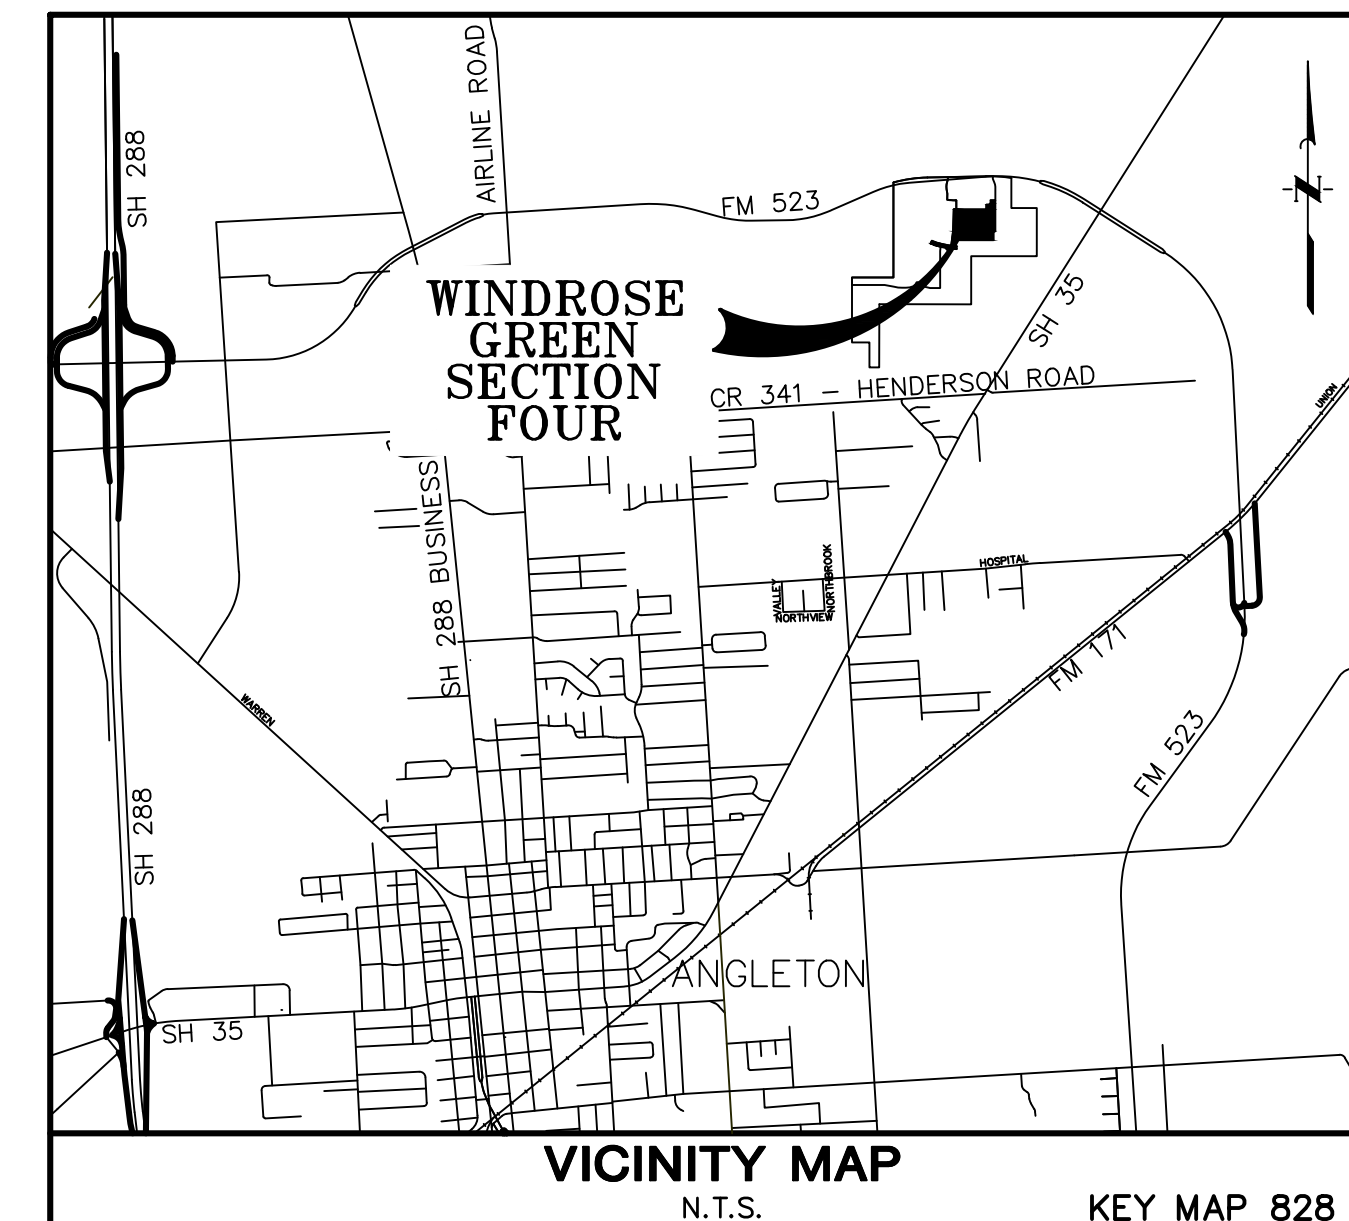 AIRLINE ROAD
SH 288
FM 523
WINDROSE
GREEN
SECTION
FOUR
SH 35
CR 341 - HENDERSON ROAD
UNION
SH 288 BUSINESS
HOSPITAL
VALLEY
NORTHBROOK
NORTHVIEW
FM 171
WARREN
FM 523
SH 288
ANGLETON
SH 35
VICINITY MAP
N.T.S.
KEY MAP 828
N